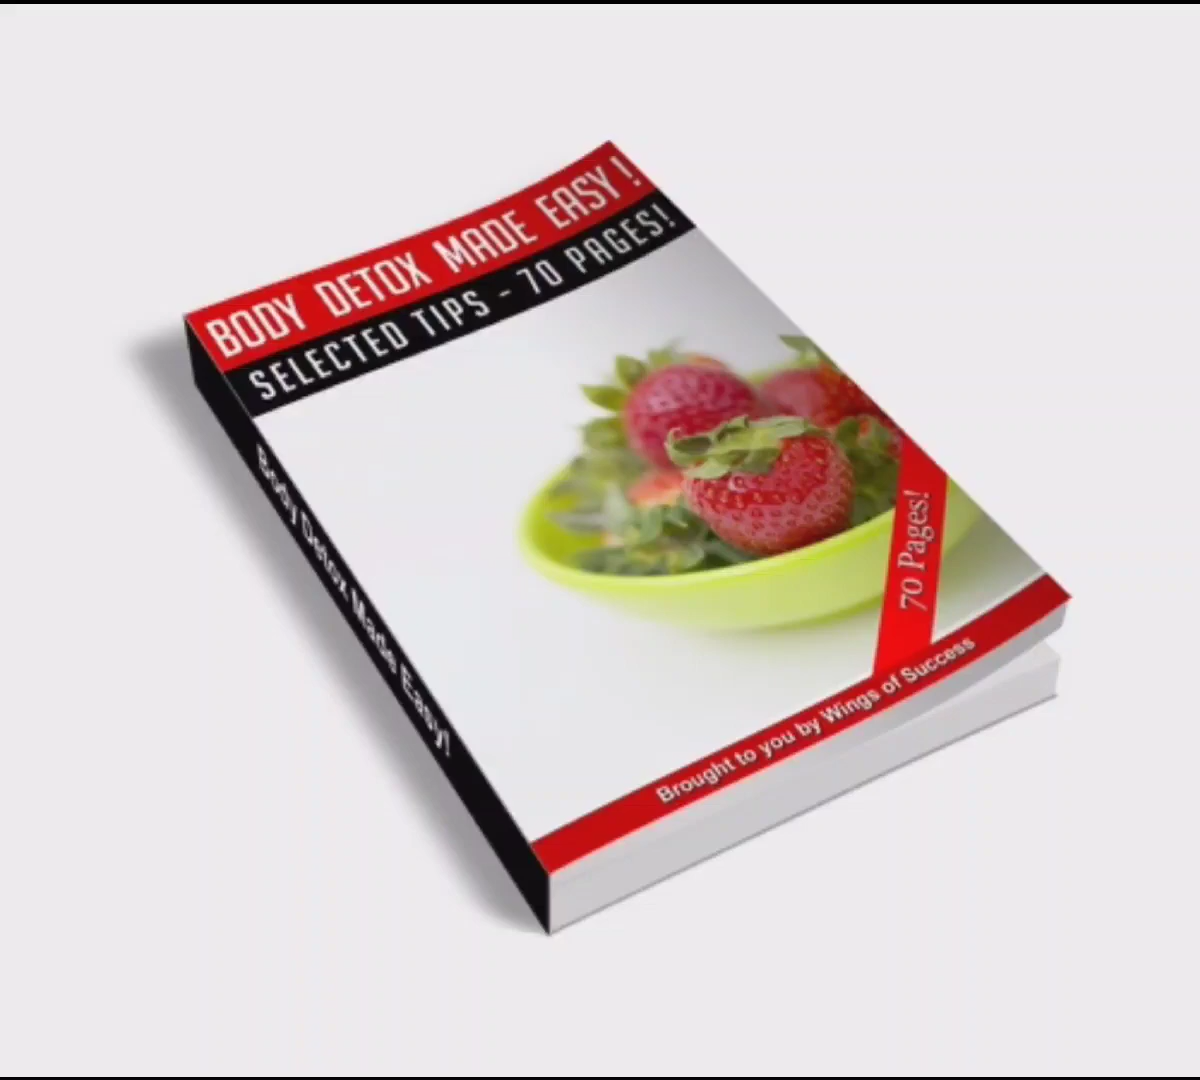 BODY DETOX MADE EASY!
SELECTED TIPS - 70 PAGES!
Body Detox Made Easy!
70 Pages!
Brought to you by Wings of Success